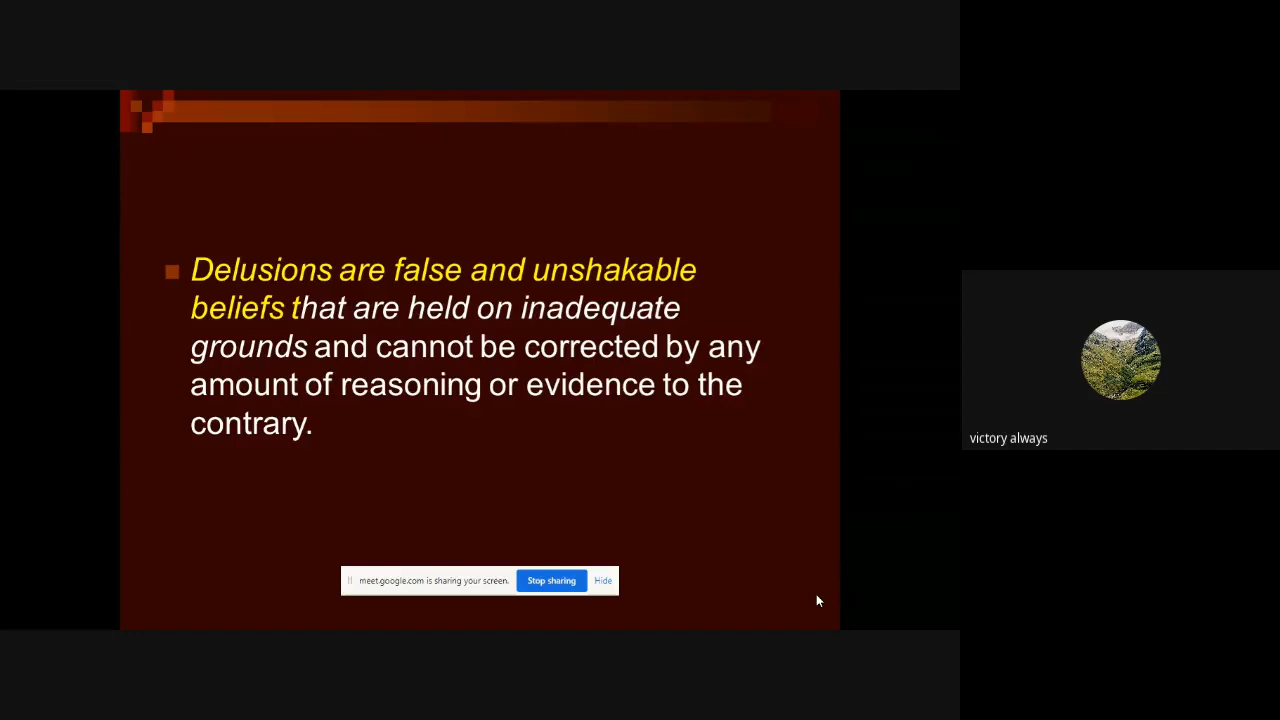 Delusions are false and unshakable
beliefs that are held on inadequate
grounds and cannot be corrected by any
amount of reasoning or evidence to the
contrary.
meet.google.com is sharing your screen. Stop sharing Hide
victory always